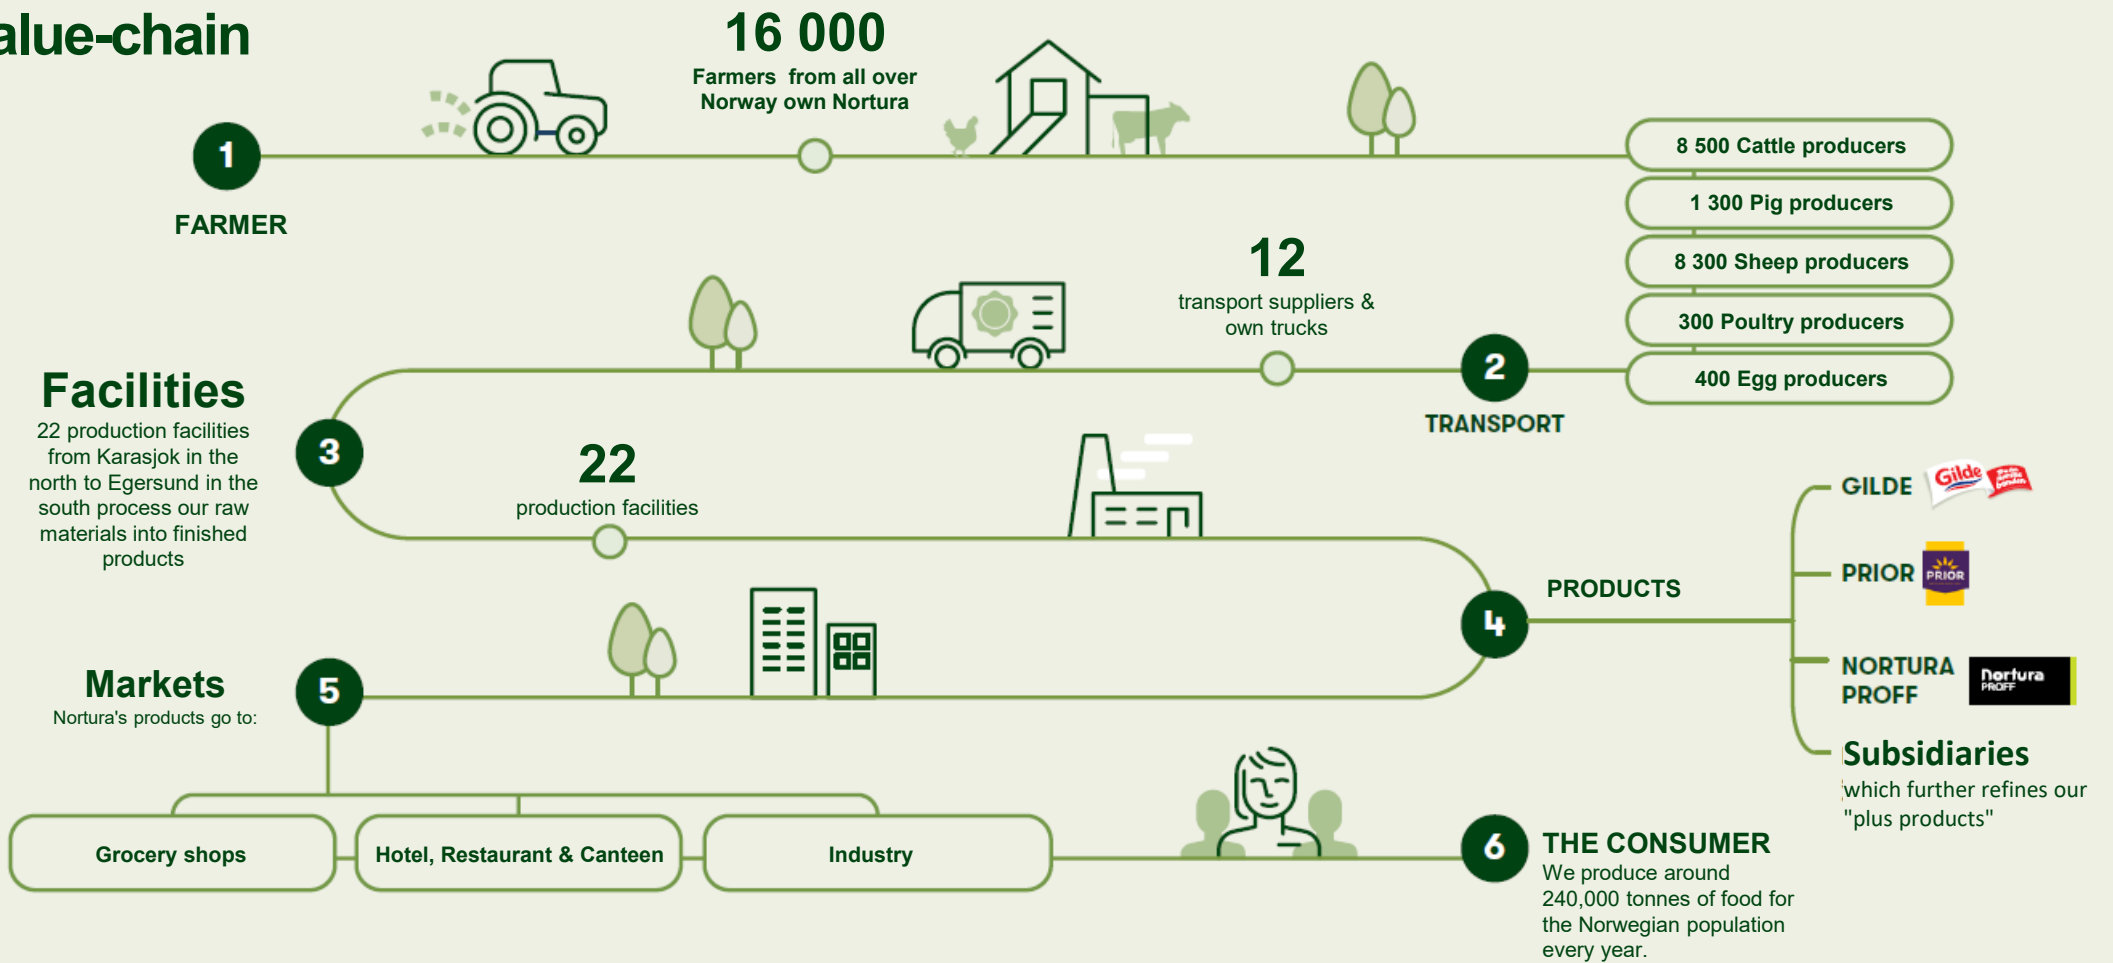 alue-chain
16 000
Farmers from all over
Norway own Nortura
1
FARMER
8 500 Cattle producers
1 300 Pig producers
8 300 Sheep producers
300 Poultry producers
400 Egg producers
12
transport suppliers &
own trucks
2
TRANSPORT
Facilities
22 production facilities
from Karasjok in the
north to Egersund in the
south process our raw
materials into finished
products
3
22
production facilities
4
PRODUCTS
GILDE
Gilde
PRIOR
PRIOR
NORTURA
PROFF
nortura
PROFF
Subsidiaries
which further refines our
"plus products"
Markets
Nortura's products go to:
5
Grocery shops
Hotel, Restaurant & Canteen
Industry
6
THE CONSUMER
We produce around
240,000 tonnes of food for
the Norwegian population
every year.